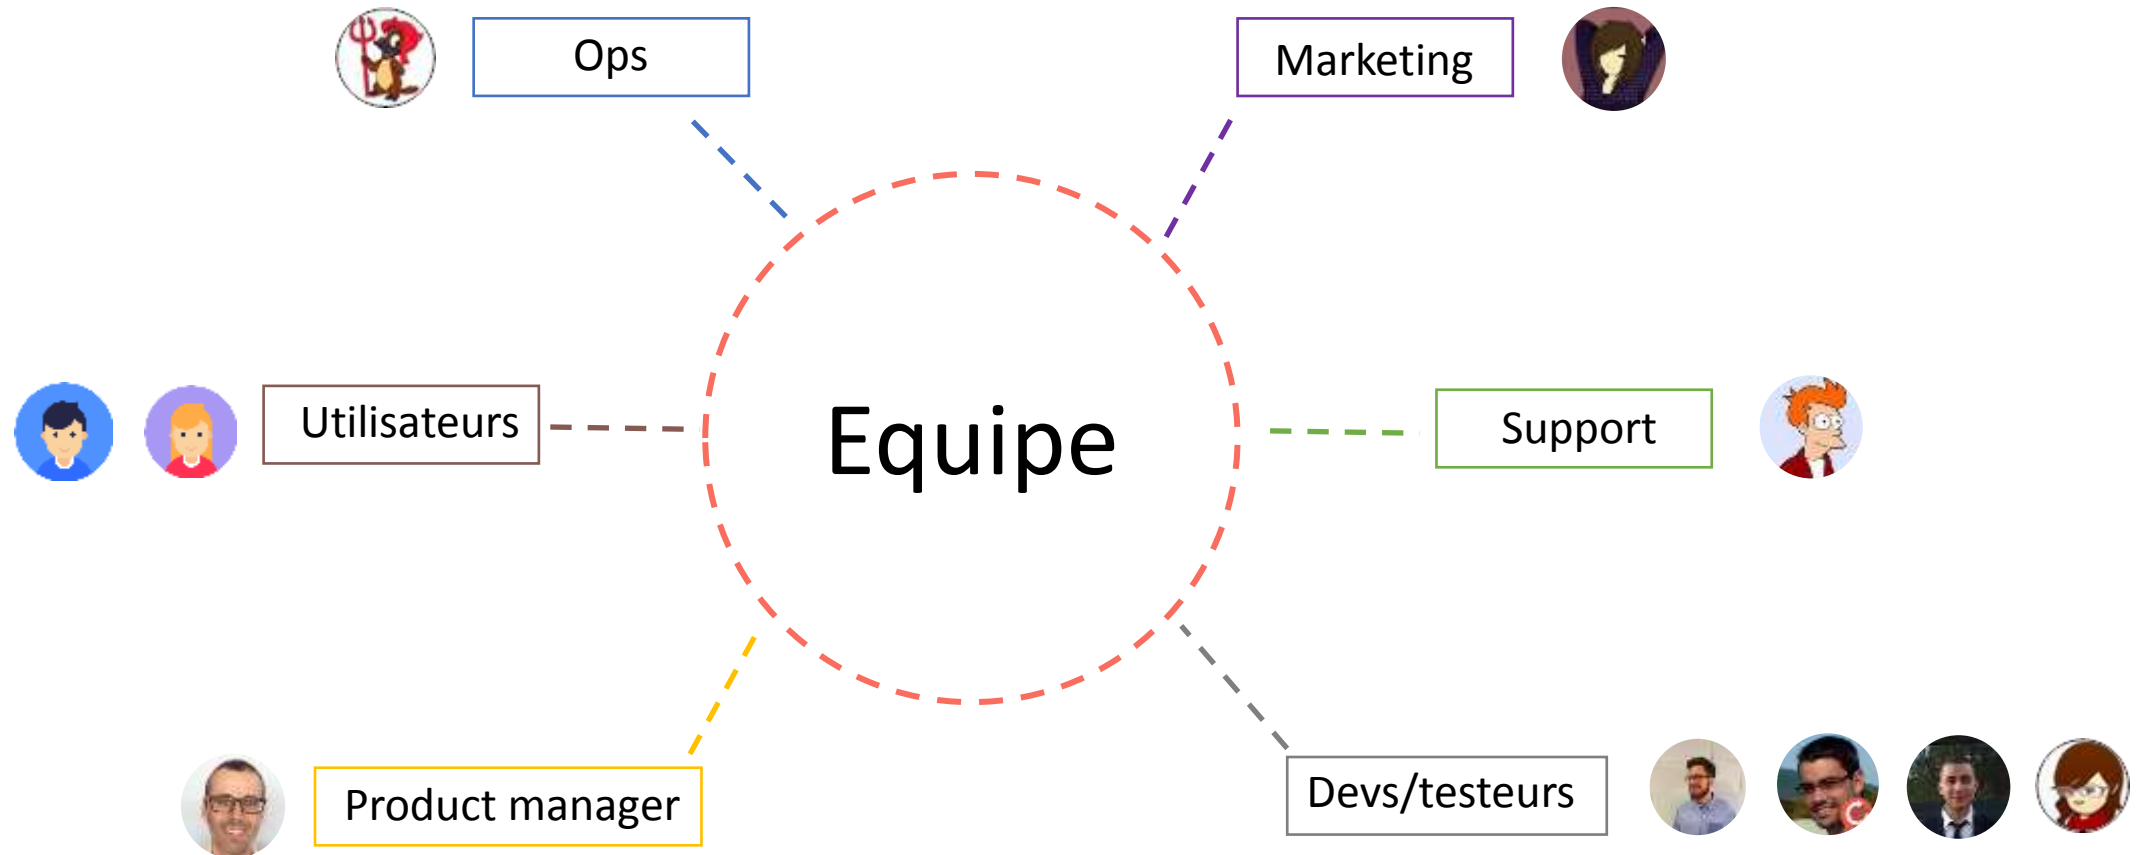 Ops
Marketing
Utilisateurs
Equipe
Support
Product manager
Devs/testeurs